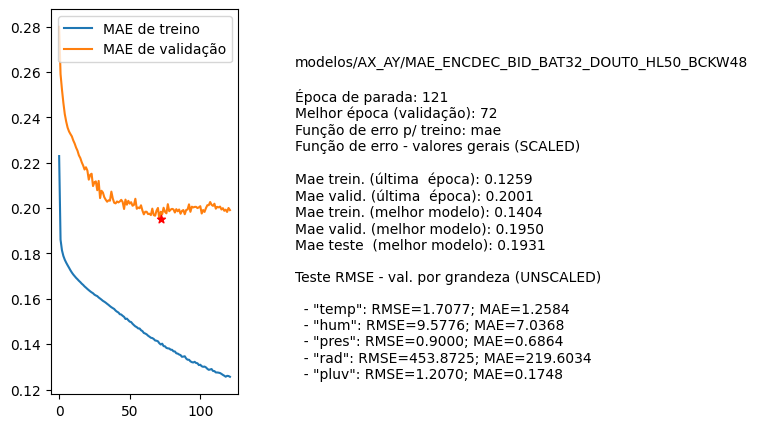 0.28
0.26
0.24
0.22
0.20
0.18
0.16
0.14
0.12
0
50
100
MAE de treino
MAE de validação
modelos/AX_AY/MAE_ENCDEC_BID_BAT32_DOUT0_HL50_BCKW48
Época de parada: 121
Melhor época (validação): 72
Função de erro p/ treino: mae
Função de erro - valores gerais (SCALED)
Mae trein. (última  época): 0.1259
Mae valid. (última  época): 0.2001
Mae trein. (melhor modelo): 0.1404
Mae valid. (melhor modelo): 0.1950
Mae teste  (melhor modelo): 0.1931
Teste RMSE - val. por grandeza (UNSCALED)
- "temp": RMSE=1.7077; MAE=1.2584
- "hum": RMSE=9.5776; MAE=7.0368
- "pres": RMSE=0.9000; MAE=0.6864
- "rad": RMSE=453.8725; MAE=219.6034
- "pluv": RMSE=1.2070; MAE=0.1748